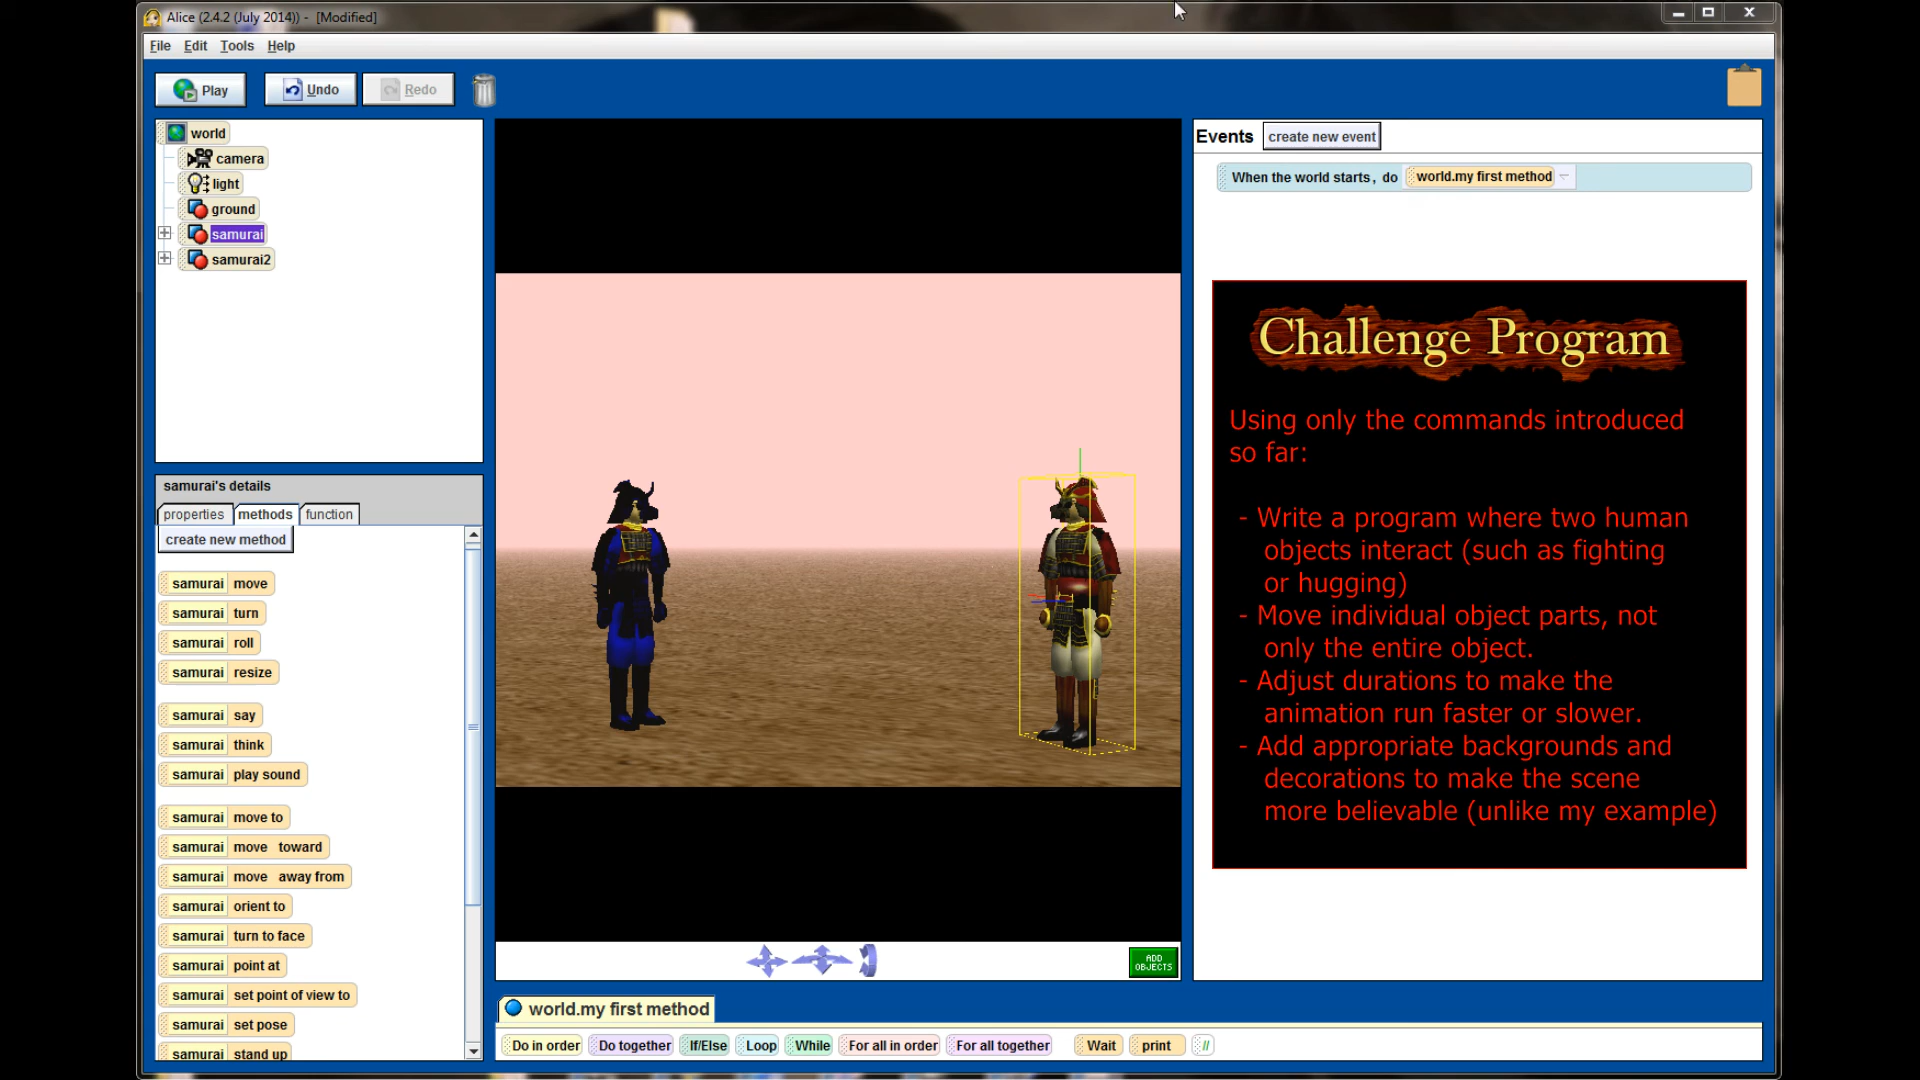 Alice (2.4.2 (July 2014)) - [Modified]
File Edit Tools Help
Play Undo Redo
world
camera
light
ground
samurai
samurai2
samurai's details
properties methods function
create new method
samurai move
samurai turn
samurai roll
samurai resize
samurai say
samurai think
samurai play sound
samurai move to
samurai move toward
samurai move away from
samurai orient to
samurai turn to face
samurai point at
samurai set point of view to
samurai set pose
samurai stand up
ADD
OBJECTS
Events create new event
When the world starts, do world.my first method
Challenge Program
Using only the commands introduced
so far:
- Write a program where two human
objects interact (such as fighting
or hugging)
- Move individual object parts, not
only the entire object.
- Adjust durations to make the
animation run faster or slower.
- Add appropriate backgrounds and
decorations to make the scene
more believable (unlike my example)
world.my first method
Do in order Do together If/Else Loop While For all in order For all together Wait print //